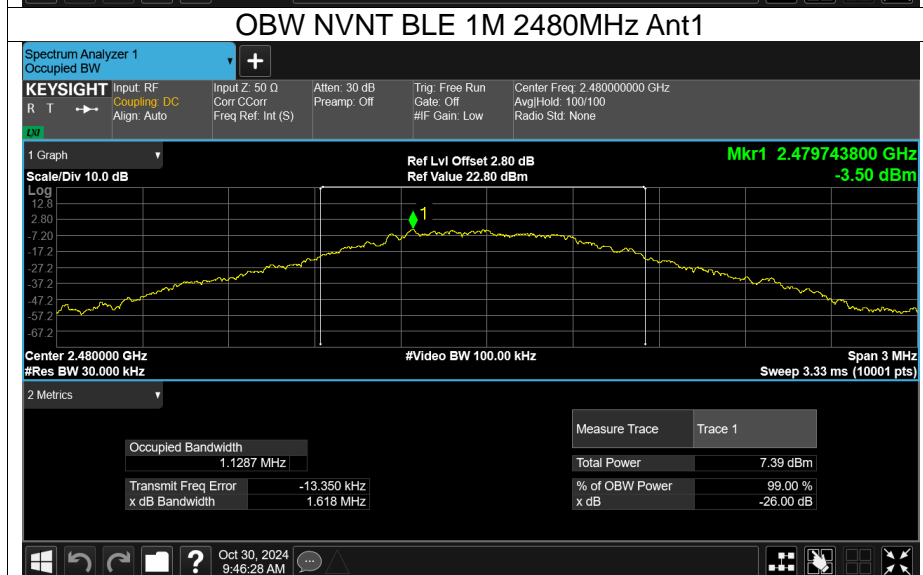 OBW NVNT BLE 1M 2480MHz Ant1
Spectrum Analyzer 1
Occupied BW
+
KEYSIGHT
R T
LXI
Input: RF
Coupling: DC
Align: Auto
Input Z: 50 Ω
Corr CCorr
Freq Ref: Int (S)
Atten: 30 dB
Preamp: Off
Trig: Free Run
Gate: Off
#IF Gain: Low
Center Freq: 2.480000000 GHz
Avg|Hold: 100/100
Radio Std: None
1 Graph
Scale/Div 10.0 dB
Ref Lvl Offset 2.80 dB
Ref Value 22.80 dBm
Mkr1 2.479743800 GHz
-3.50 dBm
Log
12.8
2.80
-7.20
-17.2
-27.2
-37.2
-47.2
-57.2
-67.2
1
Center 2.480000 GHz
#Video BW 100.00 kHz
Span 3 MHz
#Res BW 30.000 kHz
Sweep 3.33 ms (10001 pts)
2 Metrics
Measure Trace Trace 1
Occupied Bandwidth
1.1287 MHz
Total Power 7.39 dBm
Transmit Freq Error -13.350 kHz
% of OBW Power 99.00 %
x dB Bandwidth 1.618 MHz
x dB -26.00 dB
?
Oct 30, 2024
9:46:28 AM